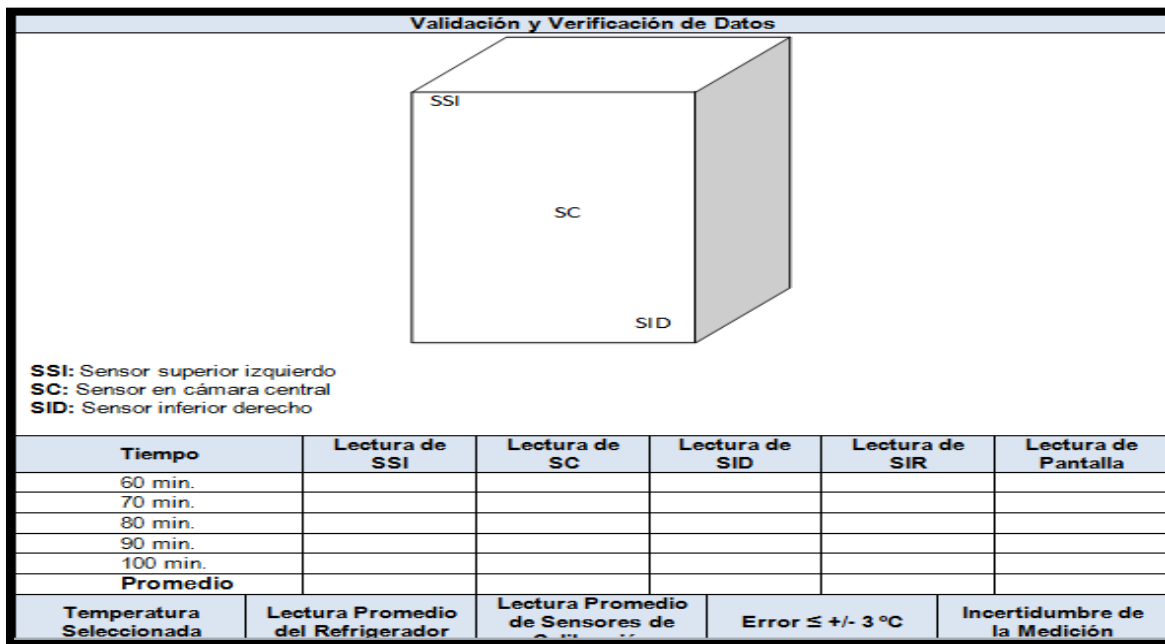 Validación y Verificación de Datos
SSI
SC
SID
SSI: Sensor superior izquierdo
SC: Sensor en cámara central
SID: Sensor inferior derecho
Tiempo Lectura de SSI Lectura de SC Lectura de SID Lectura de SIR Lectura de Pantalla
60 min.
70 min.
80 min.
90 min.
100 min.
Promedio
Temperatura Seleccionada Lectura Promedio del Refrigerador Lectura Promedio de Sensores de Error ≤ +/- 3 ºC Incertidumbre de la Medición